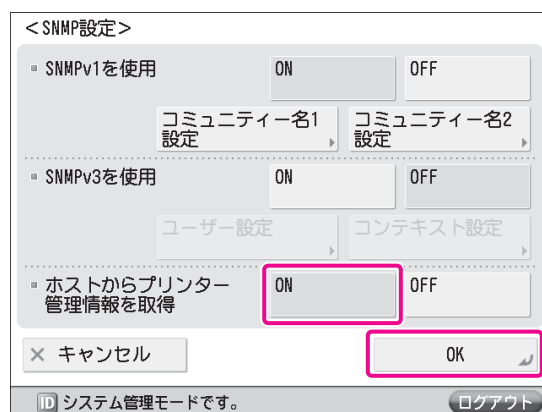 ＜SNMP設定＞
SNMPv1を使用 ON OFF
コミュニティー名1 コミュニティー名2
設定 設定
SNMPv3を使用 ON OFF
ユーザー設定 コンテキスト設定
ホストからプリンター ON OFF
管理情報を取得
× キャンセル OK
ID システム管理モードです。 ログアウト